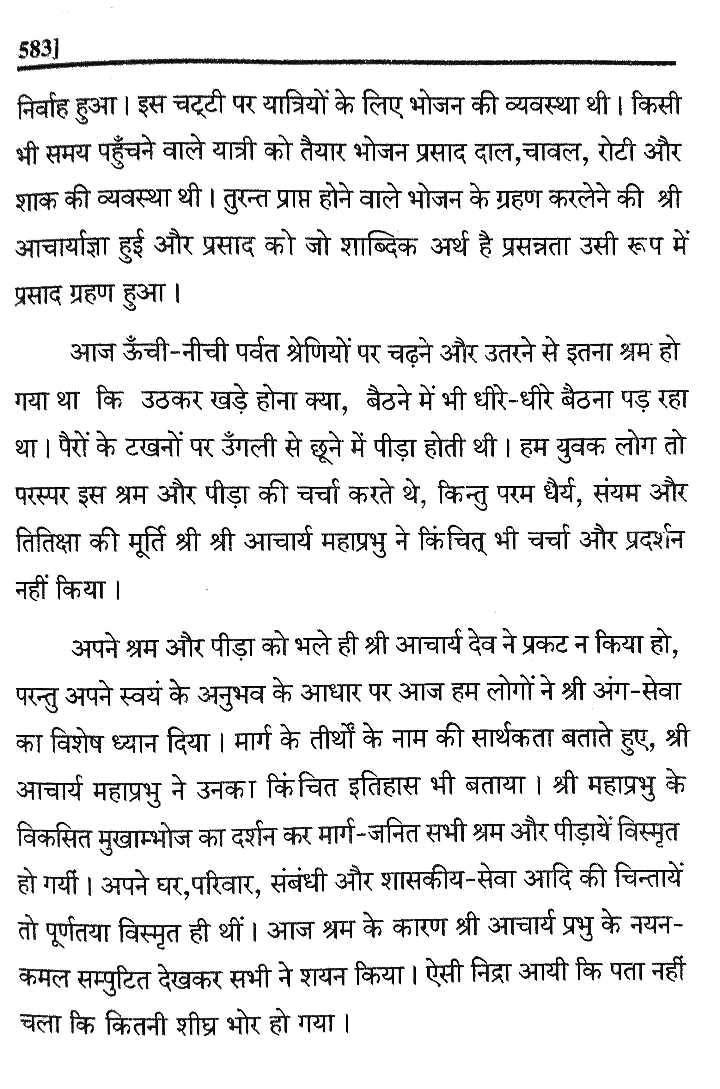 583]
निर्वाह हुआ। इस चट्टी पर यात्रियों के लिए भोजन की व्यवस्था थी। किसी
भी समय पहुँचने वाले यात्री को तैयार भोजन प्रसाद दाल,चावल, रोटी और
शाक की व्यवस्था थी। तुरन्त प्राप्त होने वाले भोजन के ग्रहण करलेने की श्री
आचार्याज्ञा हुई और प्रसाद को जो शाब्दिक अर्थ है प्रसन्नता उसी रूप में
प्रसाद ग्रहण हुआ।
आज ऊँची-नीची पर्वत श्रेणियों पर चढ़ने और उतरने से इतना श्रम हो
गया था कि उठकर खड़े होना क्या, बैठने में भी धीरे-धीरे बैठना पड़ रहा
था। पैरों के टखनों पर उँगली से छूने में पीड़ा होती थी। हम युवक लोग तो
परस्पर इस श्रम और पीड़ा की चर्चा करते थे, किन्तु परम धैर्य, संयम और
तितिक्षा की मूर्ति श्री श्री आचार्य महाप्रभु ने किंचित् भी चर्चा और प्रदर्शन
नहीं किया।
अपने श्रम और पीड़ा को भले ही श्री आचार्य देव ने प्रकट न किया हो,
परन्तु अपने स्वयं के अनुभव के आधार पर आज हम लोगों ने श्री अंग-सेवा
का विशेष ध्यान दिया। मार्ग के तीर्थों के नाम की सार्थकता बताते हुए, श्री
आचार्य महाप्रभु ने उनका किंचित इतिहास भी बताया। श्री महाप्रभु के
विकसित मुखाम्भोज का दर्शन कर मार्ग-जनित सभी श्रम और पीड़ायें विस्मृत
हो गयीं। अपने घर,परिवार, संबंधी और शासकीय-सेवा आदि की चिन्तायें
तो पूर्णतया विस्मृत ही थीं। आज श्रम के कारण श्री आचार्य प्रभु के नयन-
कमल सम्पुटित देखकर सभी ने शयन किया। ऐसी निद्रा आयी कि पता नहीं
चला कि कितनी शीघ्र भोर हो गया।